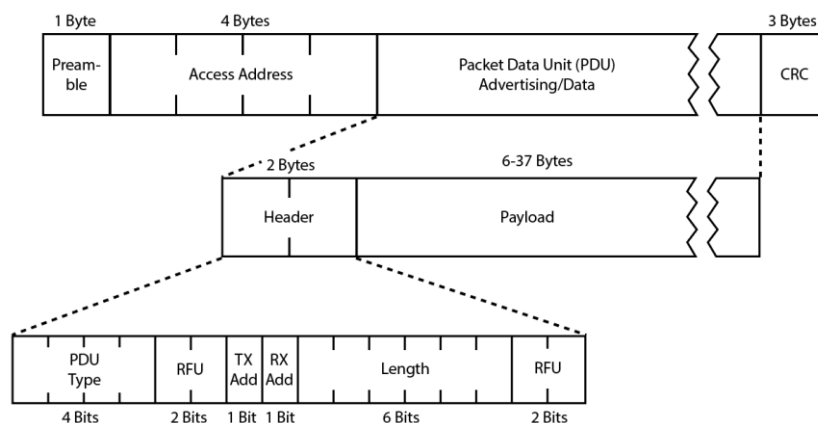 1 Byte
4 Bytes
3 Bytes
Pream-
ble
Access Address
Packet Data Unit (PDU)
Advertising/Data
CRC
2 Bytes
6-37 Bytes
Header
Payload
PDU
Type
RFU
TX
Add
RX
Add
Length
RFU
4 Bits
2 Bits
1 Bit
1 Bit
6 Bits
2 Bits